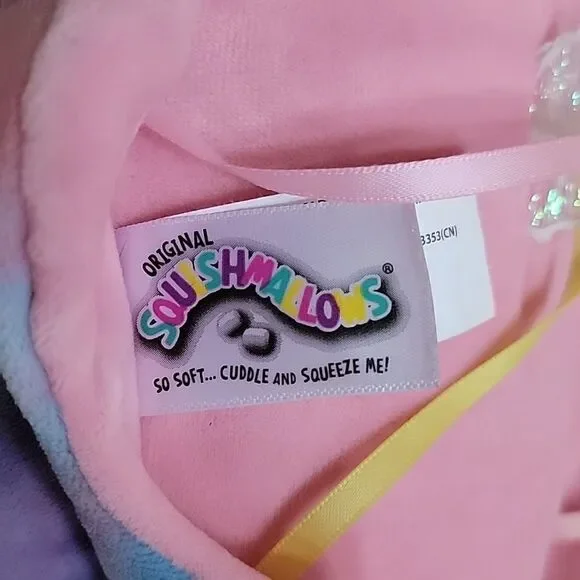 ORIGINAL
SQUISHMALLOWS®
SO SOFT... CUDDLE AND SQUEEZE ME!
3353(CN)